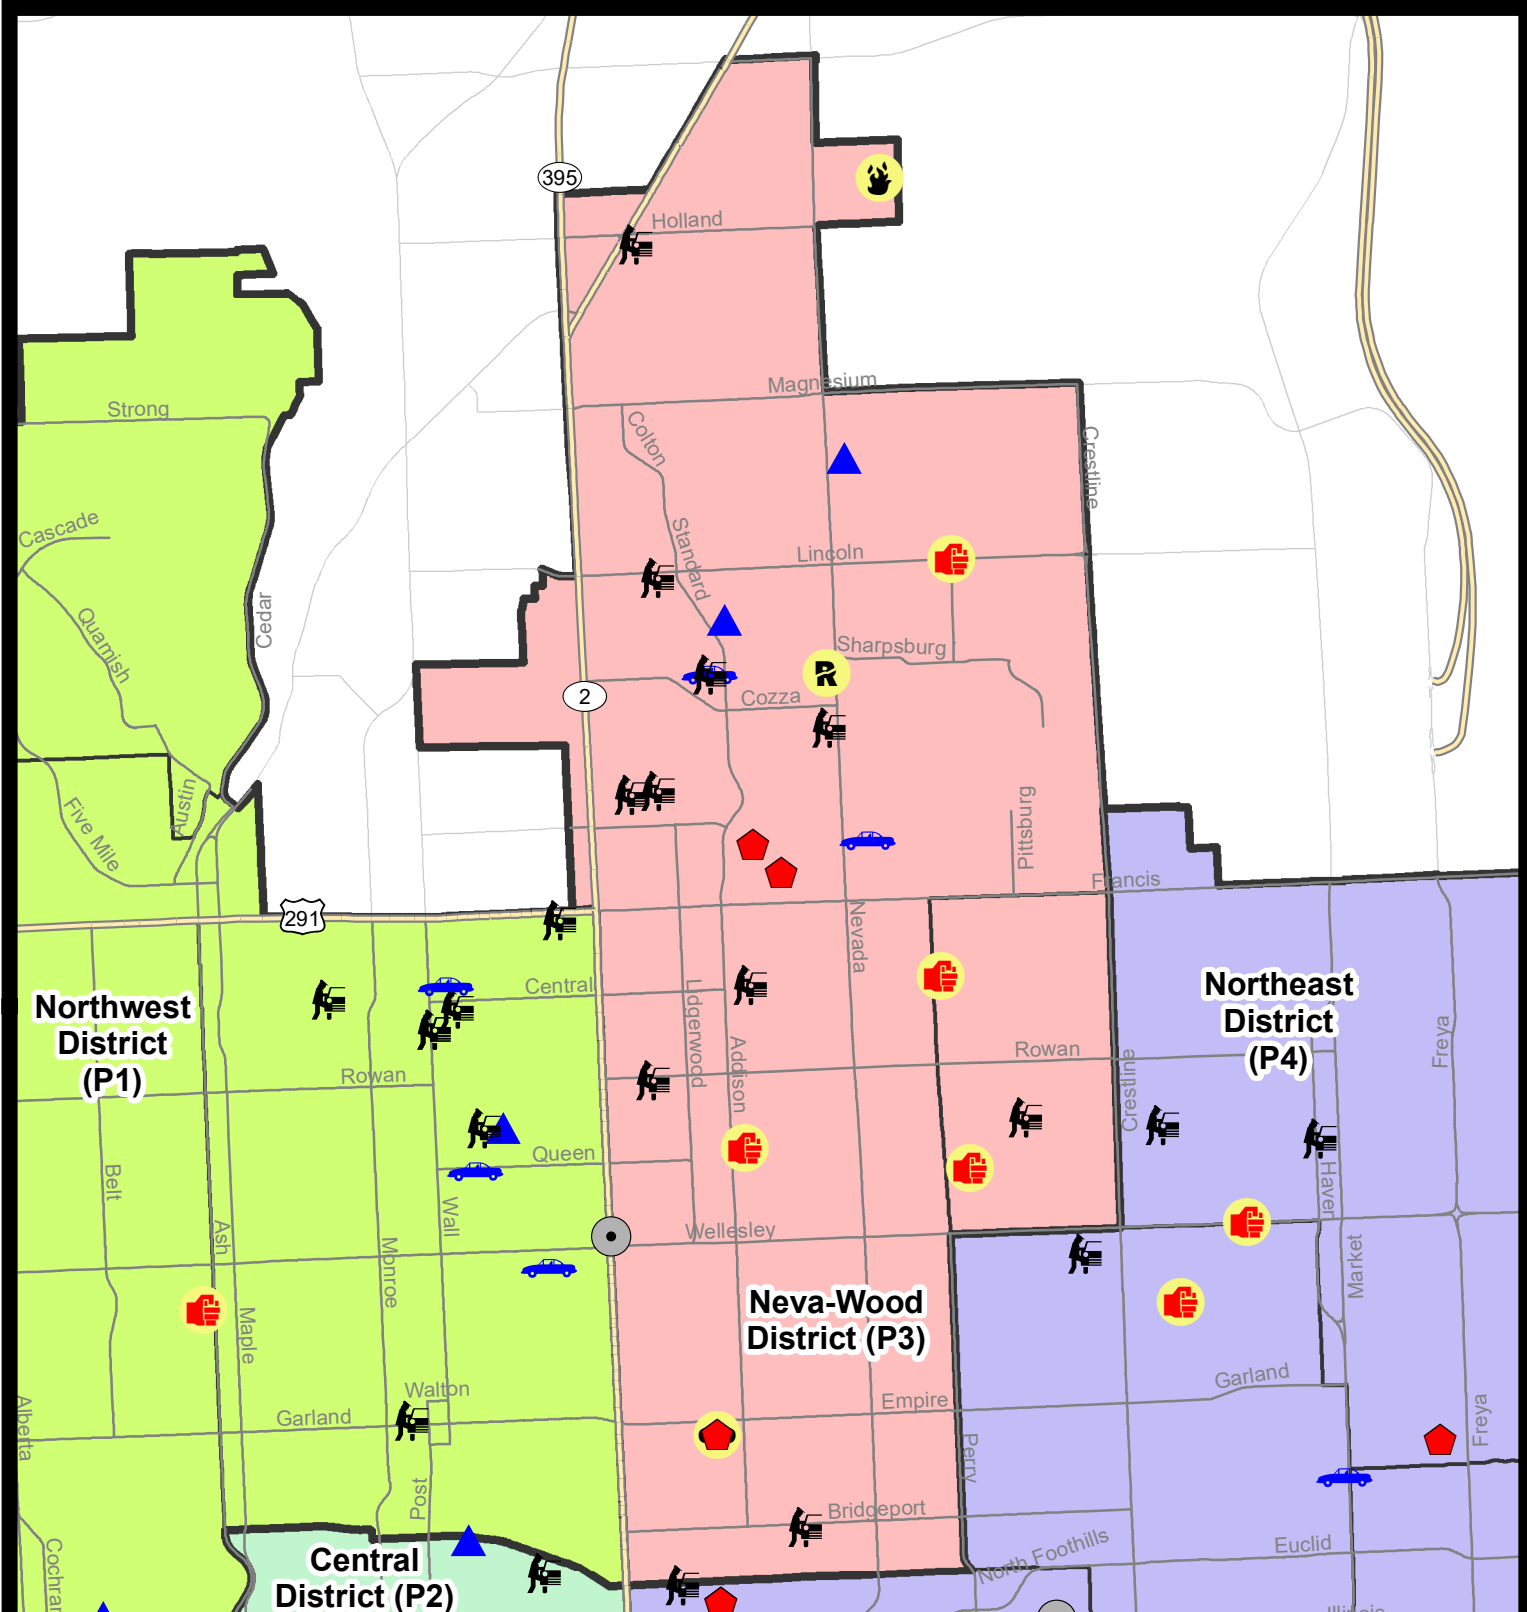 395
Holland
Magnesium
Strong
Colton
Crestline
Cascade
Standard
Lincoln
Quamish
Cedar
Sharpsburg
R
2
Cozza
Five Mile
Austin
Pittsburg
Francis
291
Nevada
Northwest
District
(P1)
Central
Lidgerwood
Northeast
District
(P4)
Freya
Addison
Rowan
Rowan
Crestline
Queen
Belt
Wall
Haven
Ash
Monroe
Wellesley
Market
Maple
Neva-Wood
District (P3)
Walton
Garland
Garland
Empire
Alberta
Freya
Perry
Post
Bridgeport
Euclid
North Foothills
Central
District (P2)
Cochran
Illinois